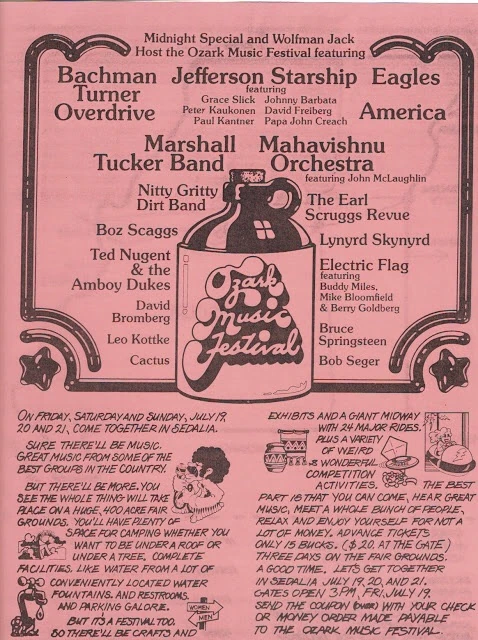 Midnight Special and Wolfman Jack
Host the Ozark Music Festival featuring
Bachman
Turner
Overdrive
Jefferson Starship
featuring
Grace Slick Johnny Barbata
Peter Kaukonen David Freiberg
Paul Kantner Papa John Creach
Eagles
America
Marshall
Tucker Band
Mahavishnu
Orchestra
featuring John McLaughlin
Nitty Gritty
Dirt Band
Boz Scaggs
Ted Nugent
& the
Amboy Dukes
David
Bromberg
Leo Kottke
Cactus
Ozark
Music
Festival
The Earl
Scruggs Revue
Lynyrd Skynyrd
Electric Flag
featuring
Buddy Miles.
Mike Bloomfield
& Berry Goldberg
Bruce
Springsteen
Bob Seger
ON FRIDAY, SATURDAY AND SUNDAY, JULY 19,
20 AND 21, COME TOGETHER IN SEDALIA.
SURE THERE'LL BE MUSIC.
GREAT MUSIC FROM SOME OF THE
BEST GROUPS IN THE COUNTRY.
BUT THERE'LL BE MORE. YOU'LL
SEE THE WHOLE THING WILL TAKE
PLACE ON A HUGE, 400 ACRE FAIR
GROUNDS. YOU'LL HAVE PLENTY OF
SPACE FOR CAMPING WHETHER YOU
WANT TO BE UNDER A ROOF OR
UNDER A TREE, COMPLETE
FACILITIES. LIKE WATER FROM A LOT OF
CONVENIENTLY LOCATED WATER
FOUNTAINS. AND RESTROOMS.
AND PARKING GALORE.
WOMEN
MEN
BUT IT'S A FESTIVAL TOO.
SO THERE'LL BE CRAFTS AND
EXHIBITS AND A GIANT MIDWAY
WITH 24 MAJOR RIDES.
PLUS A VARIETY
OF WEIRD
& WONDERFUL
COMPETITION
ACTIVITIES. THE BEST
PART IS THAT YOU CAN COME, HEAR GREAT
MUSIC, MEET A WHOLE BUNCH OF PEOPLE,
RELAX AND ENJOY YOURSELF FOR NOT A
LOT OF MONEY. ADVANCE TICKETS
ONLY 15 BUCKS. ($20 AT THE GATE)
THREE DAYS ON THE FAIR GROUNDS.
A GOOD TIME. LET'S GET TOGETHER
IN SEDALIA JULY 19, 20, AND 21.
GATES OPEN 3 PM, FRI, JULY 19.
SEND THE COUPON (OVER) WITH YOUR CHECK
OR MONEY ORDER MADE PAYABLE
TO THE OZARK MUSIC FESTIVAL.